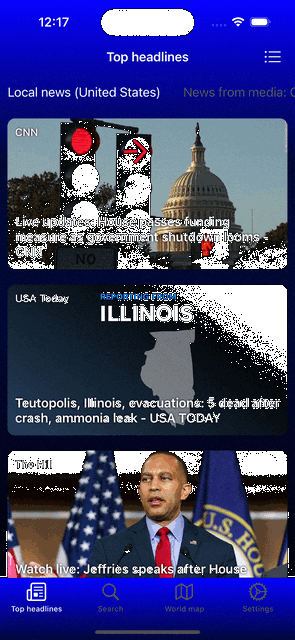 12:17
Top headlines
Local news (United States) News from media: C
CNN
Live updates: House passes funding
measure as government shutdown looms -
CNN
NO
USA Today
REPORTING FROM
ILLINOIS
Teutopolis, Illinois, evacuations: 5 dead after
crash, ammonia leak - USA TODAY
The Hill
U.S. HOU
Watch live: Jeffries speaks after House
Top headlines Search World map Settings